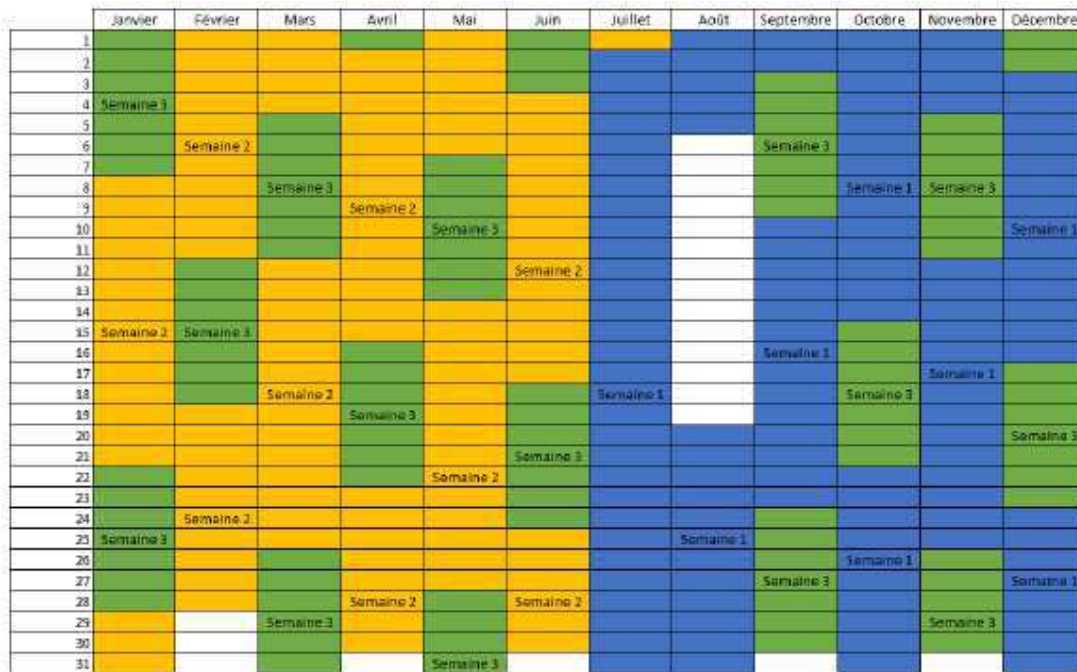 Janvier Février Mars Avril Mai Juin Juillet Août Septembre Octobre Novembre Décembre
1
2
3
4 Semaine 3
5
6 Semaine 2 Semaine 3
7
8 Semaine 3 Semaine 1 Semaine 3
9 Semaine 2
10 Semaine 3 Semaine 1
11
12 Semaine 2
13
14
15 Semaine 2 Semaine 3
16 Semaine 1
17 Semaine 1
18 Semaine 2 Semaine 1 Semaine 3
19 Semaine 3
20 Semaine 3
21 Semaine 3
22 Semaine 2
23
24 Semaine 2
25 Semaine 3 Semaine 1
26 Semaine 1
27 Semaine 3 Semaine 1
28 Semaine 2 Semaine 2
29 Semaine 3 Semaine 3
30
31 Semaine 3